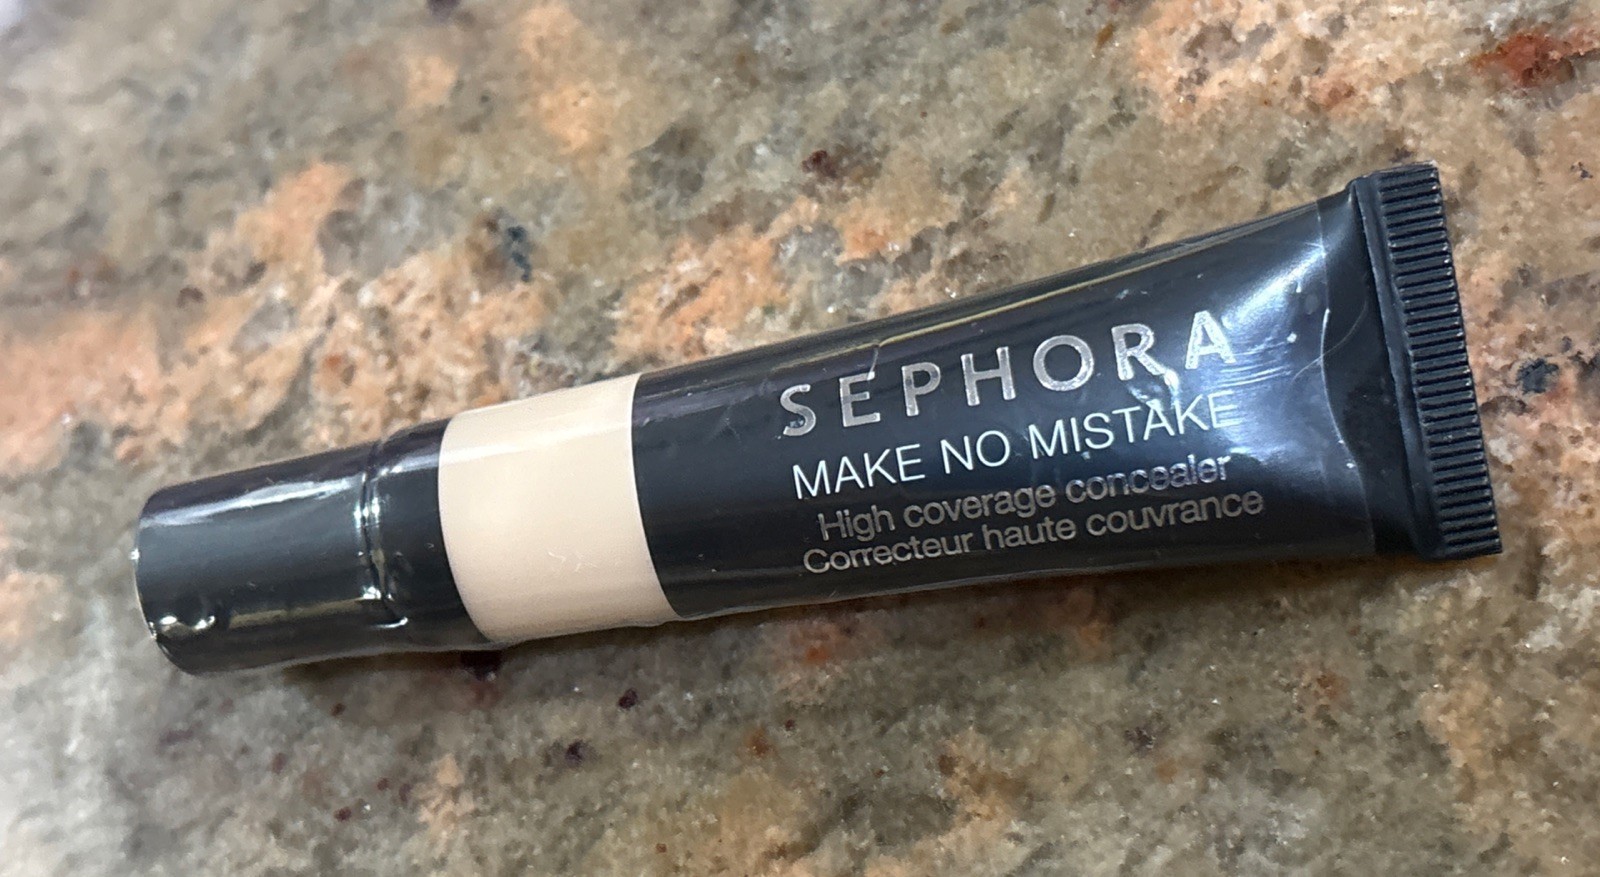 SEPHORA
MAKE NO MISTAKE
High coverage concealer
Correcteur haute couvrance